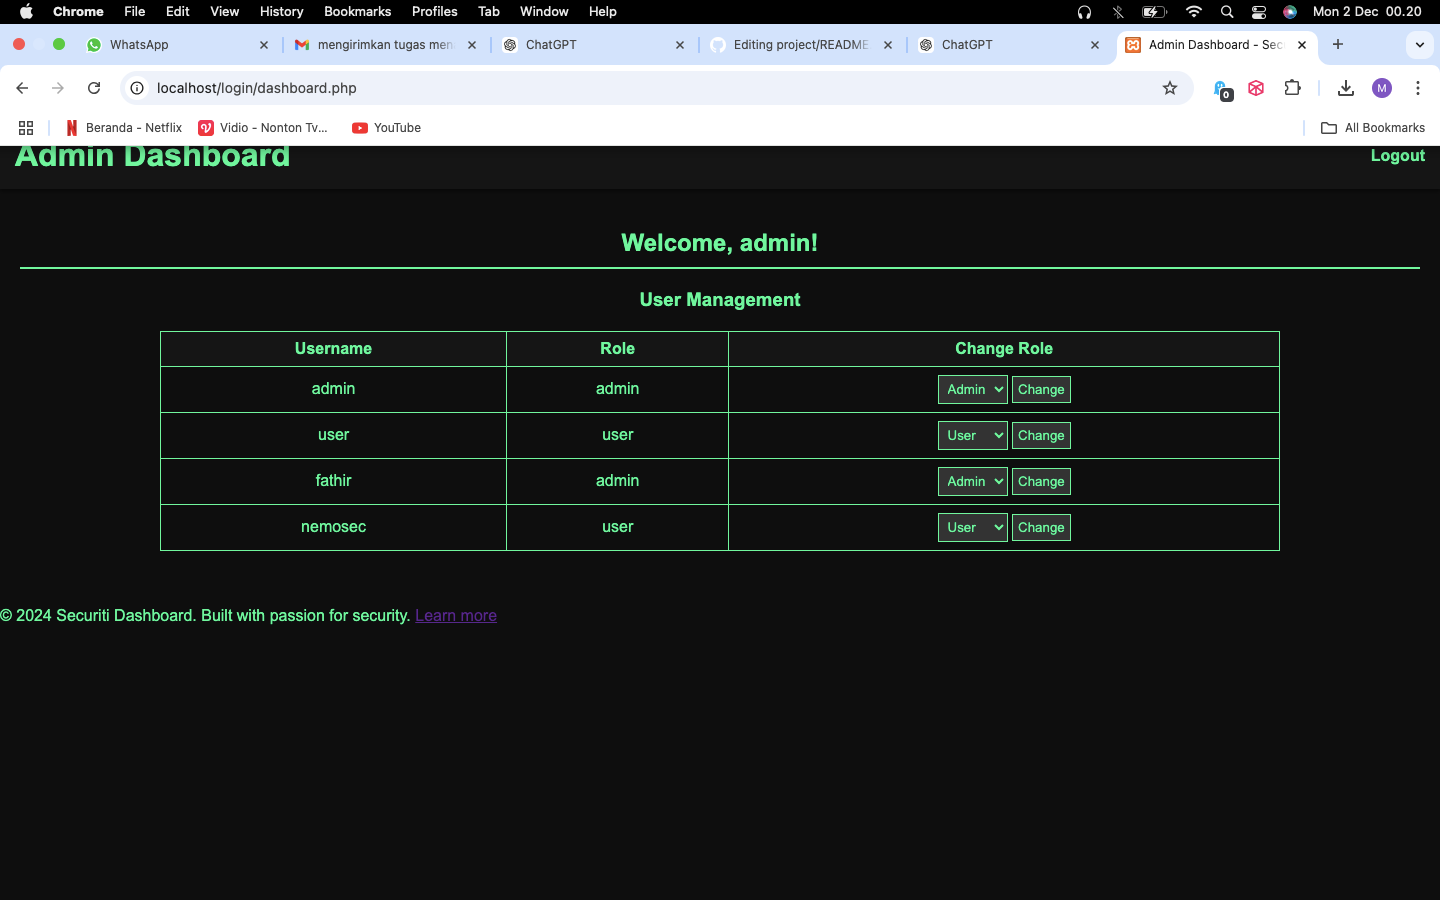 Chrome File Edit View History Bookmarks Profiles Tab Window Help Mon 2 Dec 00.20
WhatsApp mengirimkan tugas men ChatGPT Editing project/README ChatGPT Admin Dashboard - Sec
localhost/login/dashboard.php 0 M
Beranda - Netflix Vidio - Nonton Tv... YouTube All Bookmarks
Admin Dashboard Logout
Welcome, admin!
User Management
Username Role Change Role
admin admin Admin Change
user user User Change
fathir admin Admin Change
nemosec user User Change
© 2024 Securiti Dashboard. Built with passion for security. Learn more